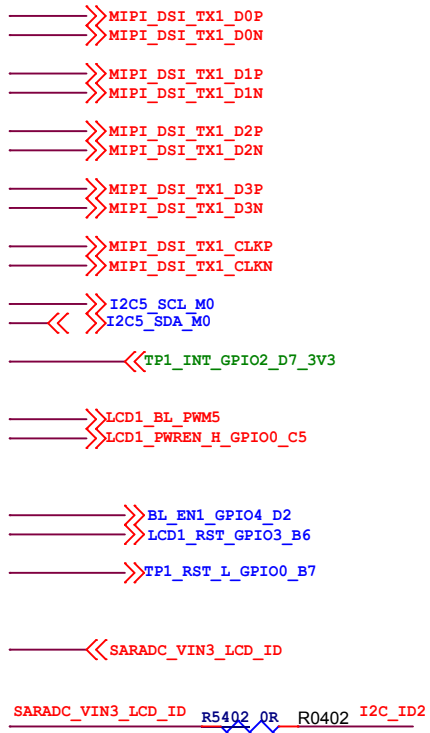 MIPI_DSI_TX1_D0P
MIPI_DSI_TX1_D0N
MIPI_DSI_TX1_D1P
MIPI_DSI_TX1_D1N
MIPI_DSI_TX1_D2P
MIPI_DSI_TX1_D2N
MIPI_DSI_TX1_D3P
MIPI_DSI_TX1_D3N
MIPI_DSI_TX1_CLKP
MIPI_DSI_TX1_CLKN
I2C5_SCL_M0
I2C5_SDA_M0
TP1_INT_GPIO2_D7_3V3
LCD1_BL_PWM5
LCD1_PWREN_H_GPIO0_C5
BL_EN1_GPIO4_D2
LCD1_RST_GPIO3_B6
TP1_RST_L_GPIO0_B7
SARADC_VIN3_LCD_ID
SARADC_VIN3_LCD_ID R5402 0R R0402 I2C_ID2